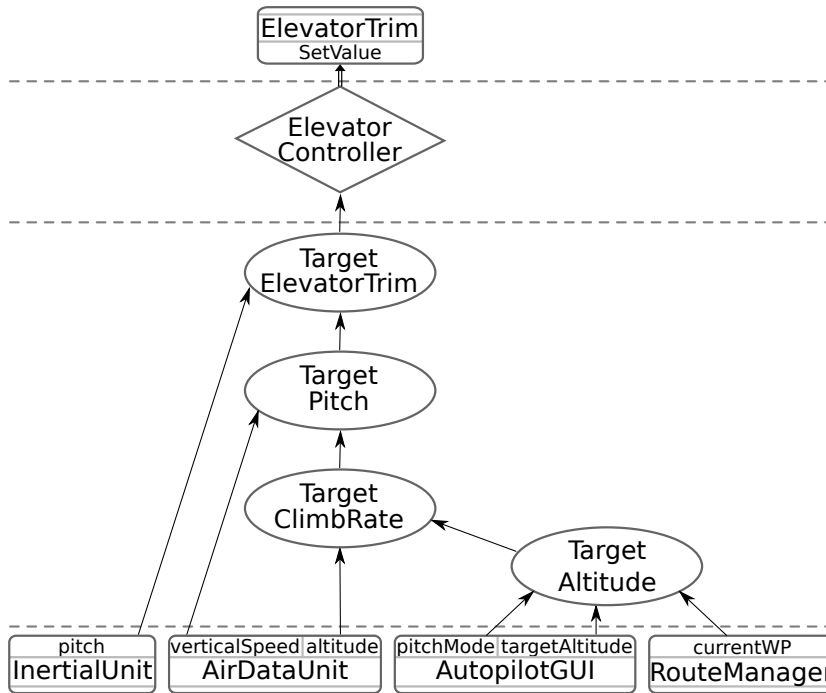 ElevatorTrim
SetValue
Elevator
Controller
Target
ElevatorTrim
Target
Pitch
Target
ClimbRate
Target
Altitude
pitch
InertialUnit
verticalSpeed altitude
AirDataUnit
pitchMode targetAltitude
AutopilotGUI
currentWP
RouteManager